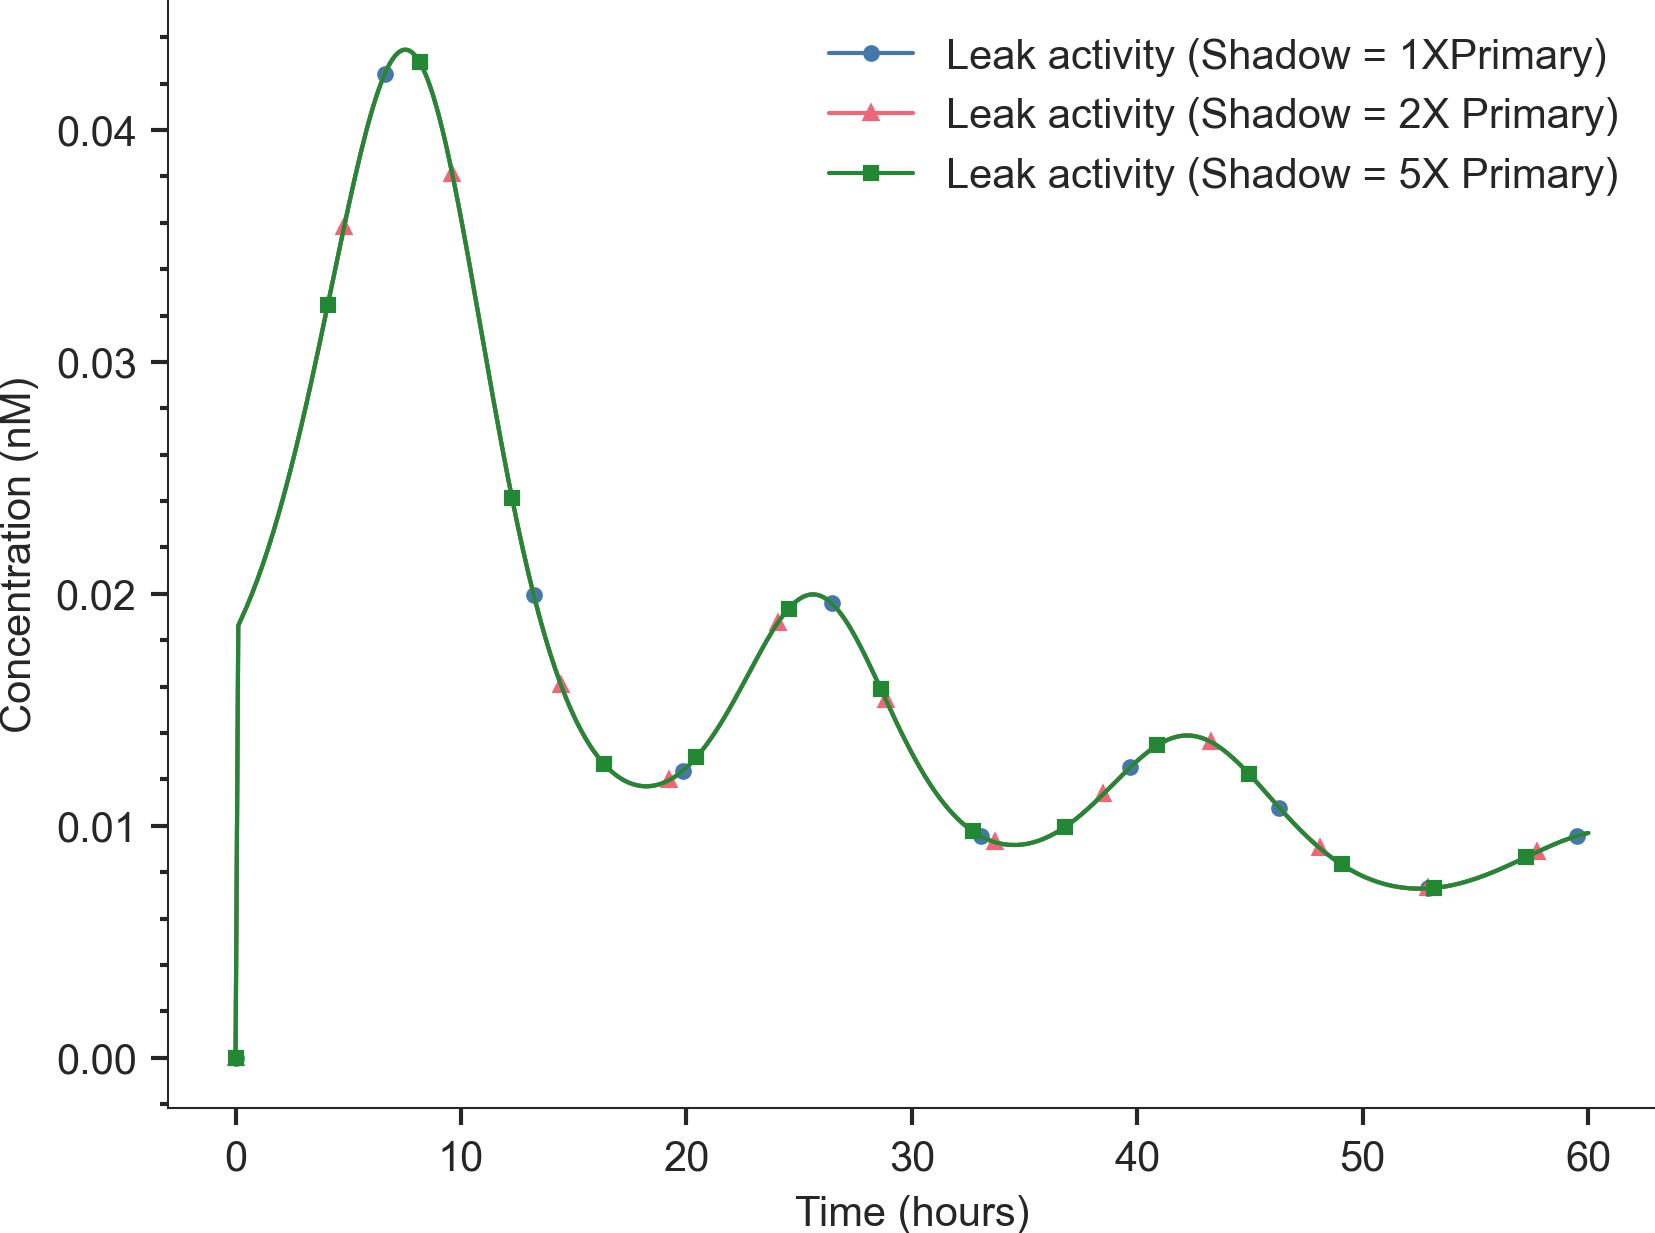 Leak activity (Shadow = 1XPrimary)
Leak activity (Shadow = 2X Primary)
Leak activity (Shadow = 5X Primary)
Concentration (nM)
0.04
0.03
0.02
0.01
0.00
0 10 20 30 40 50 60
Time (hours)